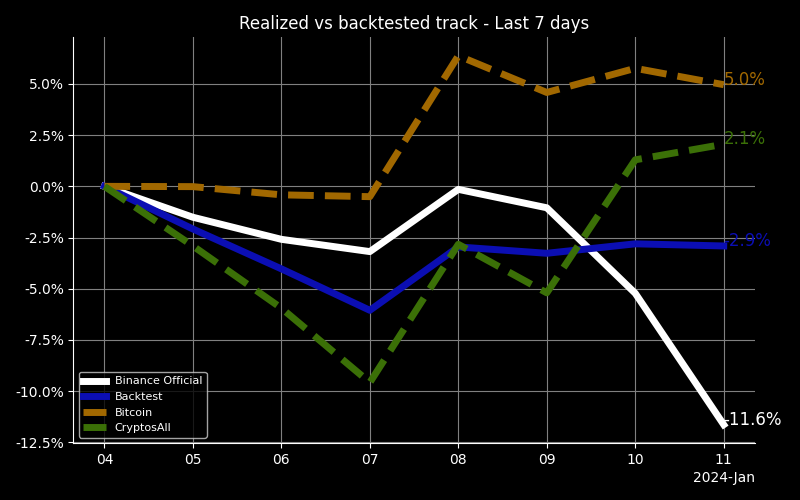 Realized vs backtested track - Last 7 days
5.0%
2.5%
0.0%
-2.5%
-5.0%
-7.5%
-10.0%
-12.5%
5.0%
2.1%
-2.9%
-11.6%
Binance Official
Backtest
Bitcoin
CryptosAll
04 05 06 07 08 09 10 11
2024-Jan